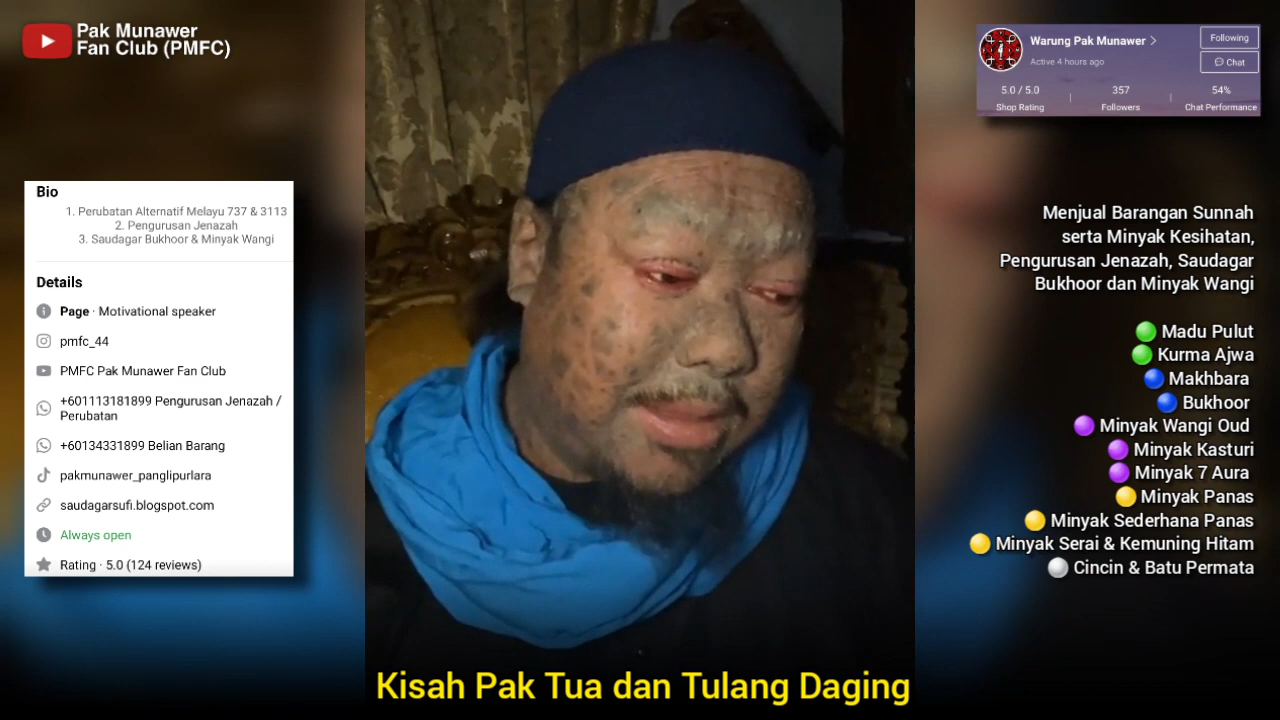 Pak Munawer
Fan Club (PMFC)
Bio
1. Perubatan Alternatif Melayu 737 & 3113
2. Pengurusan Jenazah
3. Saudagar Bukhoor & Minyak Wangi
Details
Page · Motivational speaker
pmfc_44
PMFC Pak Munawer Fan Club
+601113181899 Pengurusan Jenazah /
Perubatan
+60134331899 Belian Barang
pakmunawer_panglipurlara
saudagarsufi.blogspot.com
Always open
Rating · 5.0 (124 reviews)
Warung Pak Munawer >
Following
Active 4 hours ago
Chat
5.0 / 5.0
357
54%
Shop Rating
Followers
Chat Performance
Menjual Barangan Sunnah
serta Minyak Kesihatan,
Pengurusan Jenazah, Saudagar
Bukhoor dan Minyak Wangi
Madu Pulut
Kurma Ajwa
Makhbara
Bukhoor
Minyak Wangi Oud
Minyak Kasturi
Minyak 7 Aura
Minyak Panas
Minyak Sederhana Panas
Minyak Serai & Kemuning Hitam
Cincin & Batu Permata
Kisah Pak Tua dan Tulang Daging